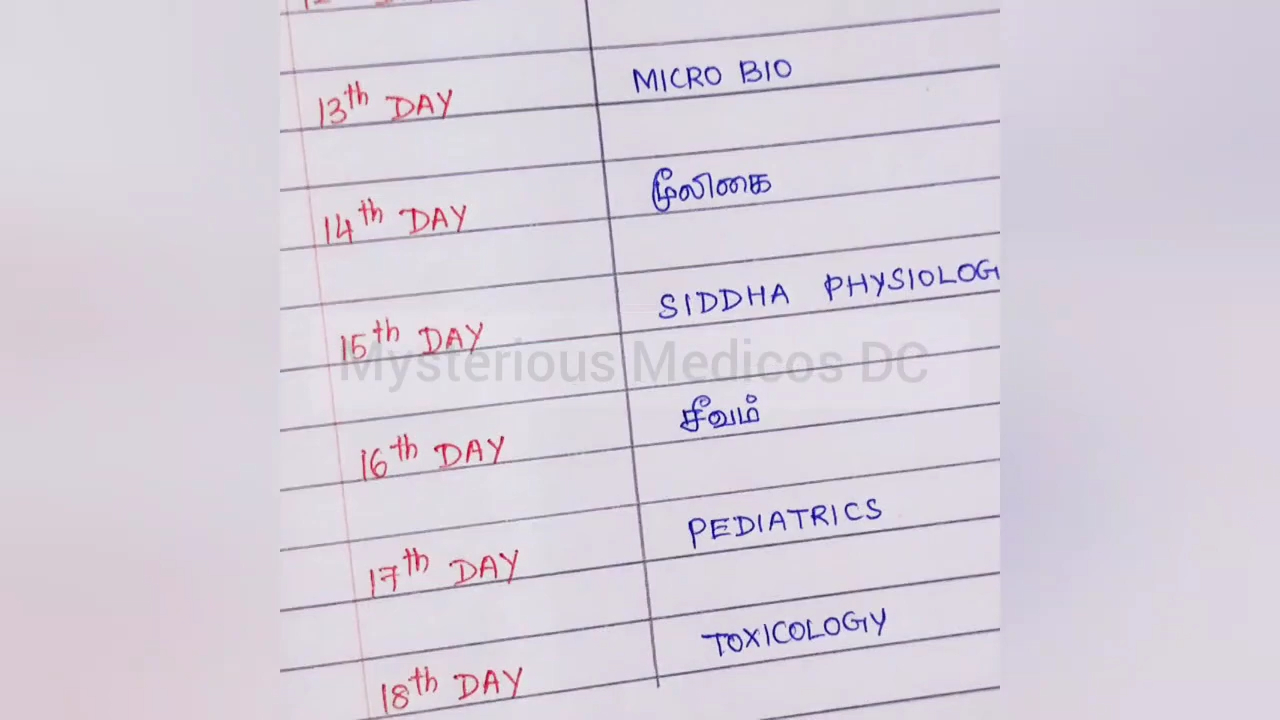 13th DAY MICRO BIO
14th DAY மூலிகை
15th DAY SIDDHA PHYSIOLOG
Mysterious Medicos DC
16th DAY சீவம்
17th DAY PEDIATRICS
18th DAY TOXICOLOGY